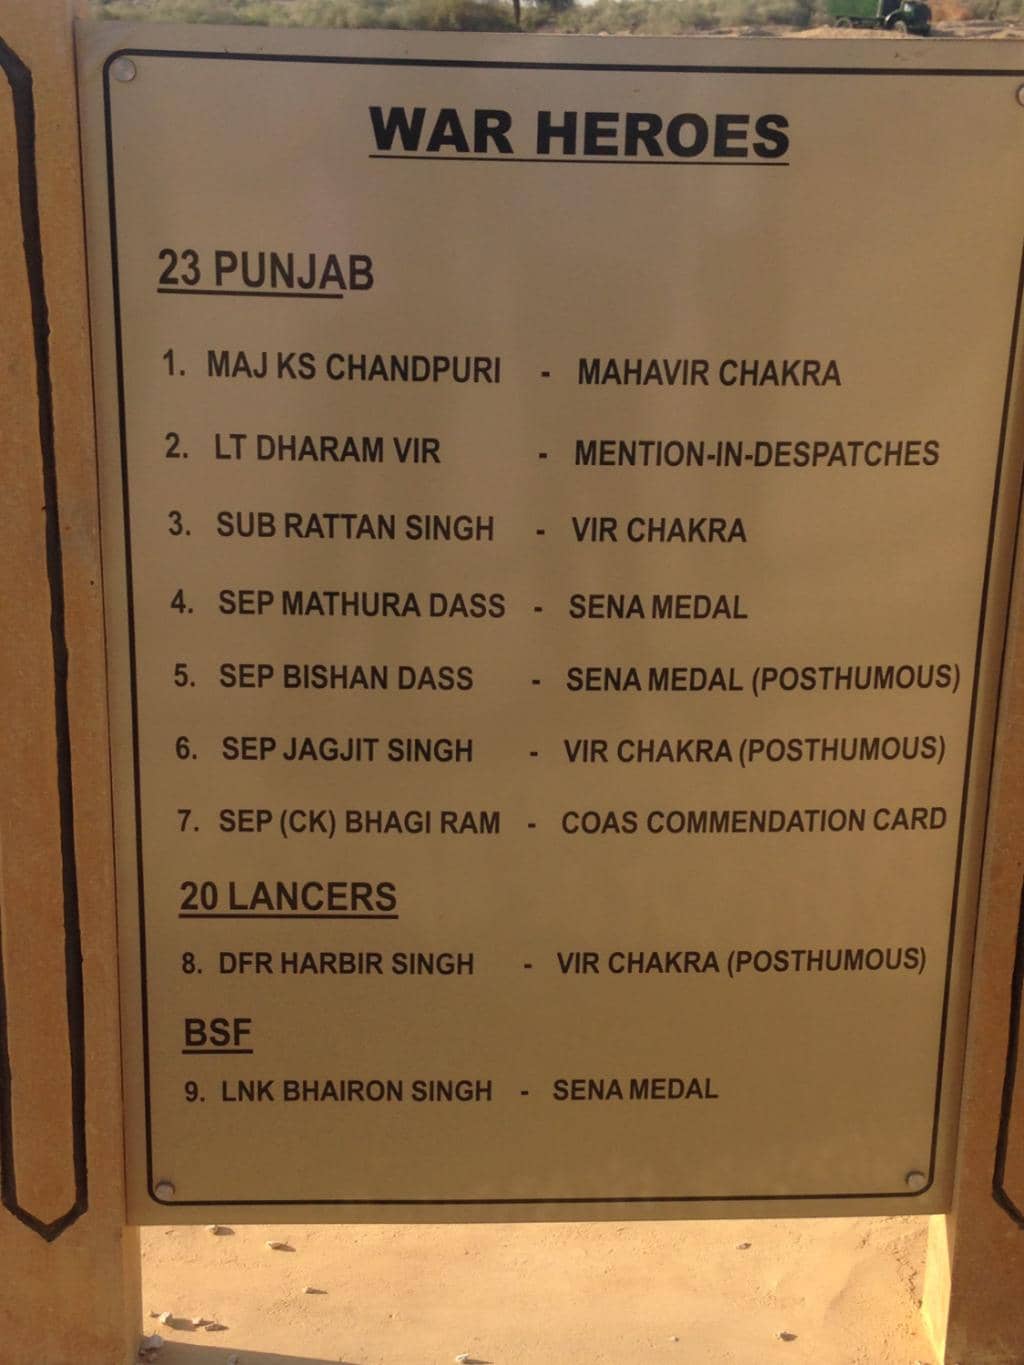 WAR HEROES
23 PUNJAB
1. MAJ KS CHANDPURI - MAHAVIR CHAKRA
2. LT DHARAM VIR - MENTION-IN-DESPATCHES
3. SUB RATTAN SINGH - VIR CHAKRA
4. SEP MATHURA DASS - SENA MEDAL
5. SEP BISHAN DASS - SENA MEDAL (POSTHUMOUS)
6. SEP JAGJIT SINGH - VIR CHAKRA (POSTHUMOUS)
7. SEP (CK) BHAGI RAM - COAS COMMENDATION CARD
20 LANCERS
8. DFR HARBIR SINGH - VIR CHAKRA (POSTHUMOUS)
BSF
9. LNK BHAIRON SINGH - SENA MEDAL